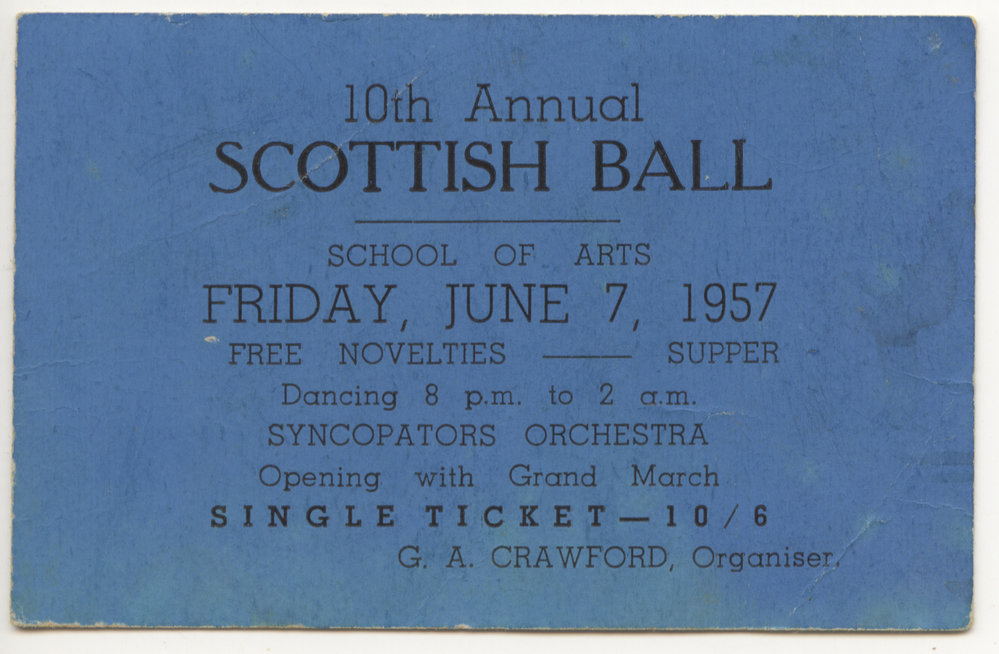 10th Annual
SCOTTISH BALL
SCHOOL OF ARTS
FRIDAY, JUNE 7, 1957
FREE NOVELTIES —— SUPPER
Dancing 8 p.m. to 2 a.m.
SYNCOPATORS ORCHESTRA
Opening with Grand March
SINGLE TICKET—10/6
G. A. CRAWFORD, Organiser.